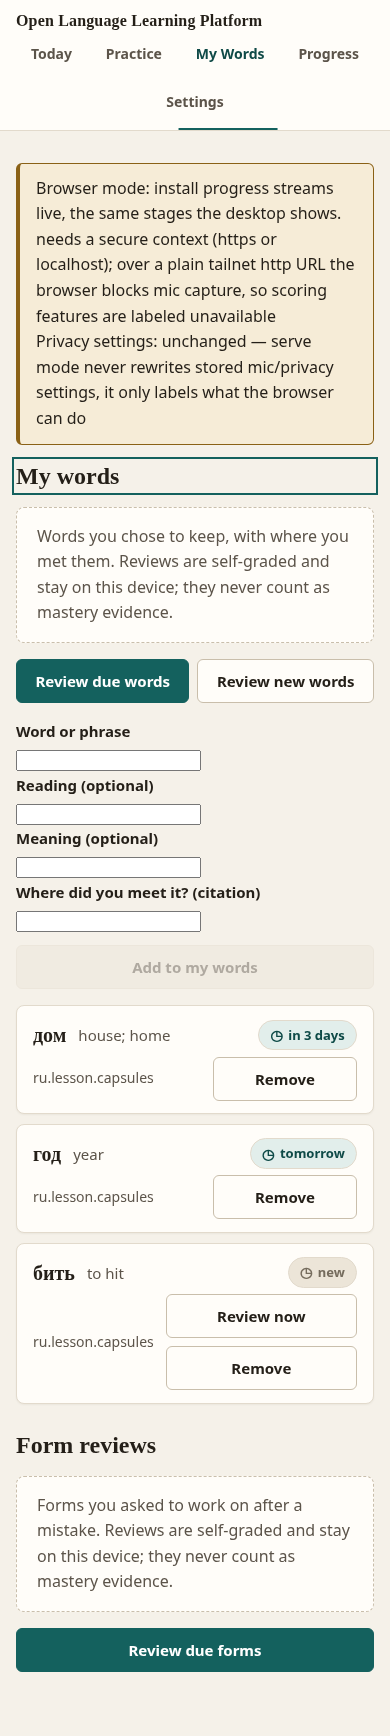 Open Language Learning Platform
Today Practice My Words Progress
Settings
Browser mode: install progress streams
live, the same stages the desktop shows.
needs a secure context (https or
localhost); over a plain tailnet http URL the
browser blocks mic capture, so scoring
features are labeled unavailable
Privacy settings: unchanged — serve
mode never rewrites stored mic/privacy
settings, it only labels what the browser
can do
My words
Words you chose to keep, with where you
met them. Reviews are self-graded and
stay on this device; they never count as
mastery evidence.
Review due words Review new words
Word or phrase
Reading (optional)
Meaning (optional)
Where did you meet it? (citation)
Add to my words
дом house; home in 3 days
ru.lesson.capsules Remove
год year tomorrow
ru.lesson.capsules Remove
бить to hit new
Review now
ru.lesson.capsules
Remove
Form reviews
Forms you asked to work on after a
mistake. Reviews are self-graded and stay
on this device; they never count as
mastery evidence.
Review due forms